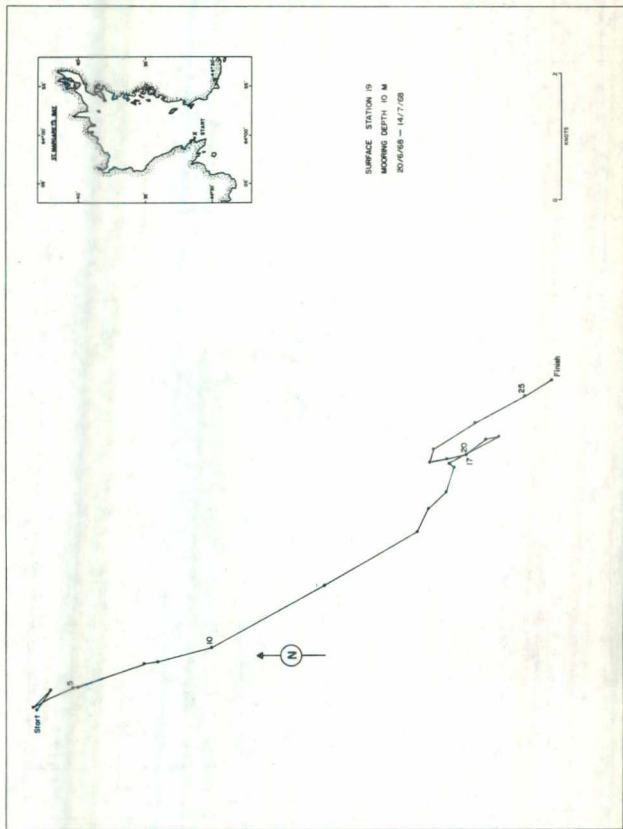 ST. MARGARETS BAY
START
SURFACE STATION 19
MOORING DEPTH 10 M
20/6/68 — 14/7/68
2
0
KNOTS
Start
5
10
N
17
20
25
Finish